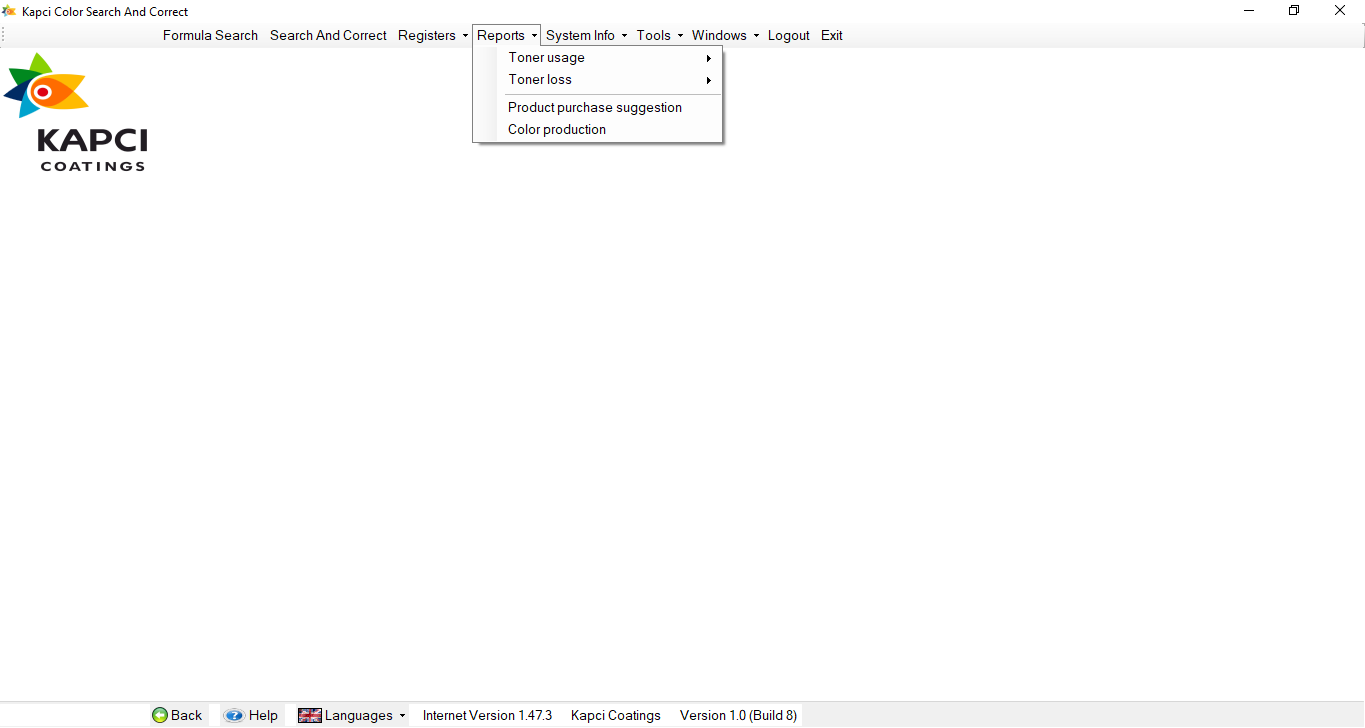 Kapci Color Search And Correct
Formula Search Search And Correct Registers Reports System Info Tools Windows Logout Exit
Toner usage
Toner loss
Product purchase suggestion
Color production
KAPCI
COATINGS
Back Help Languages Internet Version 1.47.3 Kapci Coatings Version 1.0 (Build 8)